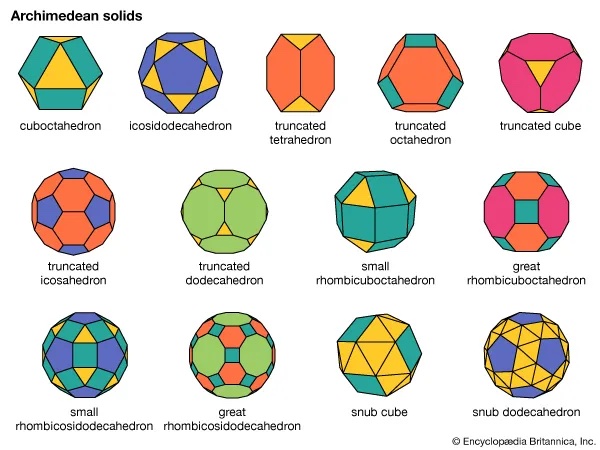 Archimedean solids
cuboctahedron
icosidodecahedron
truncated
tetrahedron
truncated
octahedron
truncated cube
truncated
icosahedron
truncated
dodecahedron
small
rhombicuboctahedron
great
rhombicuboctahedron
small
rhombicosidodecahedron
great
rhombicosidodecahedron
snub cube
snub dodecahedron
© Encyclopædia Britannica, Inc.